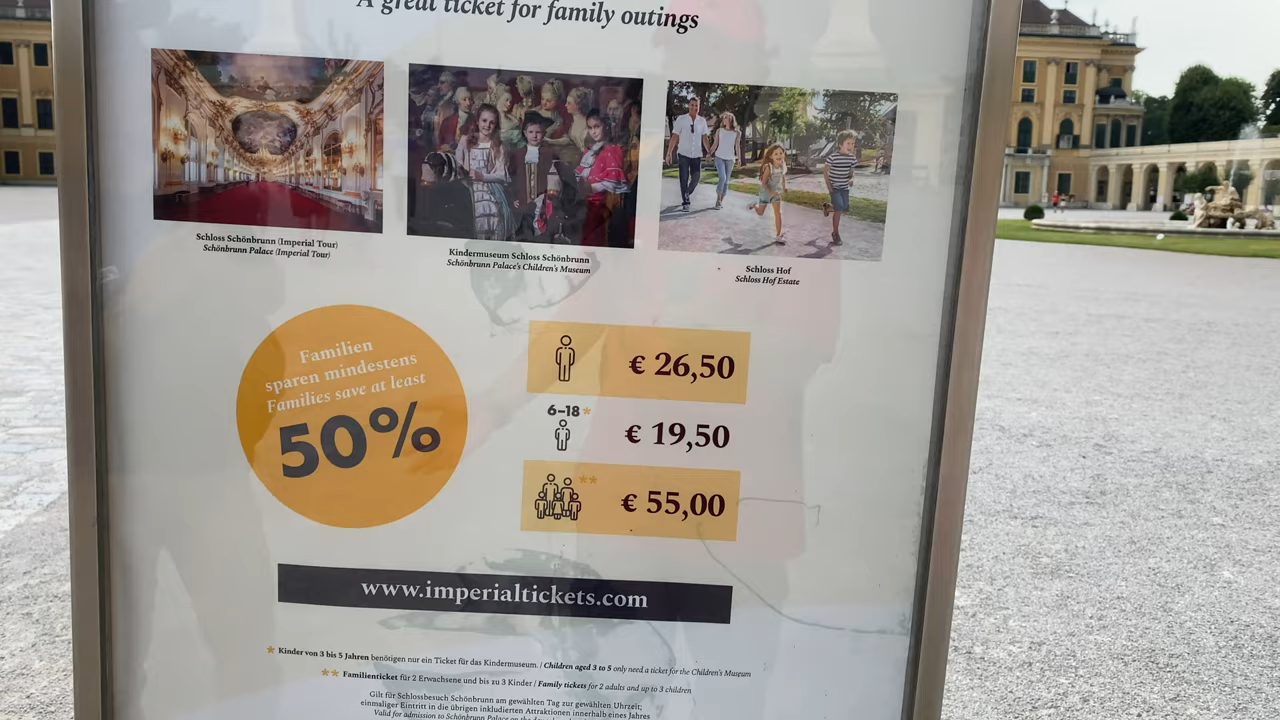 A great ticket for family outings
Schloss Schönbrunn (Imperial Tour)
Schönbrunn Palace (Imperial Tour)
Kindermuseum Schloss Schönbrunn
Schönbrunn Palace's Children's Museum
Schloss Hof
Schloss Hof Estate
Familien
sparen mindestens
Families save at least
50%
€ 26,50
6–18*
€ 19,50
**
€ 55,00
www.imperialtickets.com
* Kinder von 3 bis 5 Jahren benötigen nur ein Ticket für das Kindermuseum. / Children aged 3 to 5 only need a ticket for the Children's Museum
** Familienticket für 2 Erwachsene und bis zu 3 Kinder / Family tickets for 2 adults and up to 3 children
Gilt für Schlossbesuch Schönbrunn am gewählten Tag zur gewählten Uhrzeit;
einmaliger Eintritt in die übrigen inkludierten Attraktionen innerhalb eines Jahres
Valid for admission to Schönbrunn Palace on the